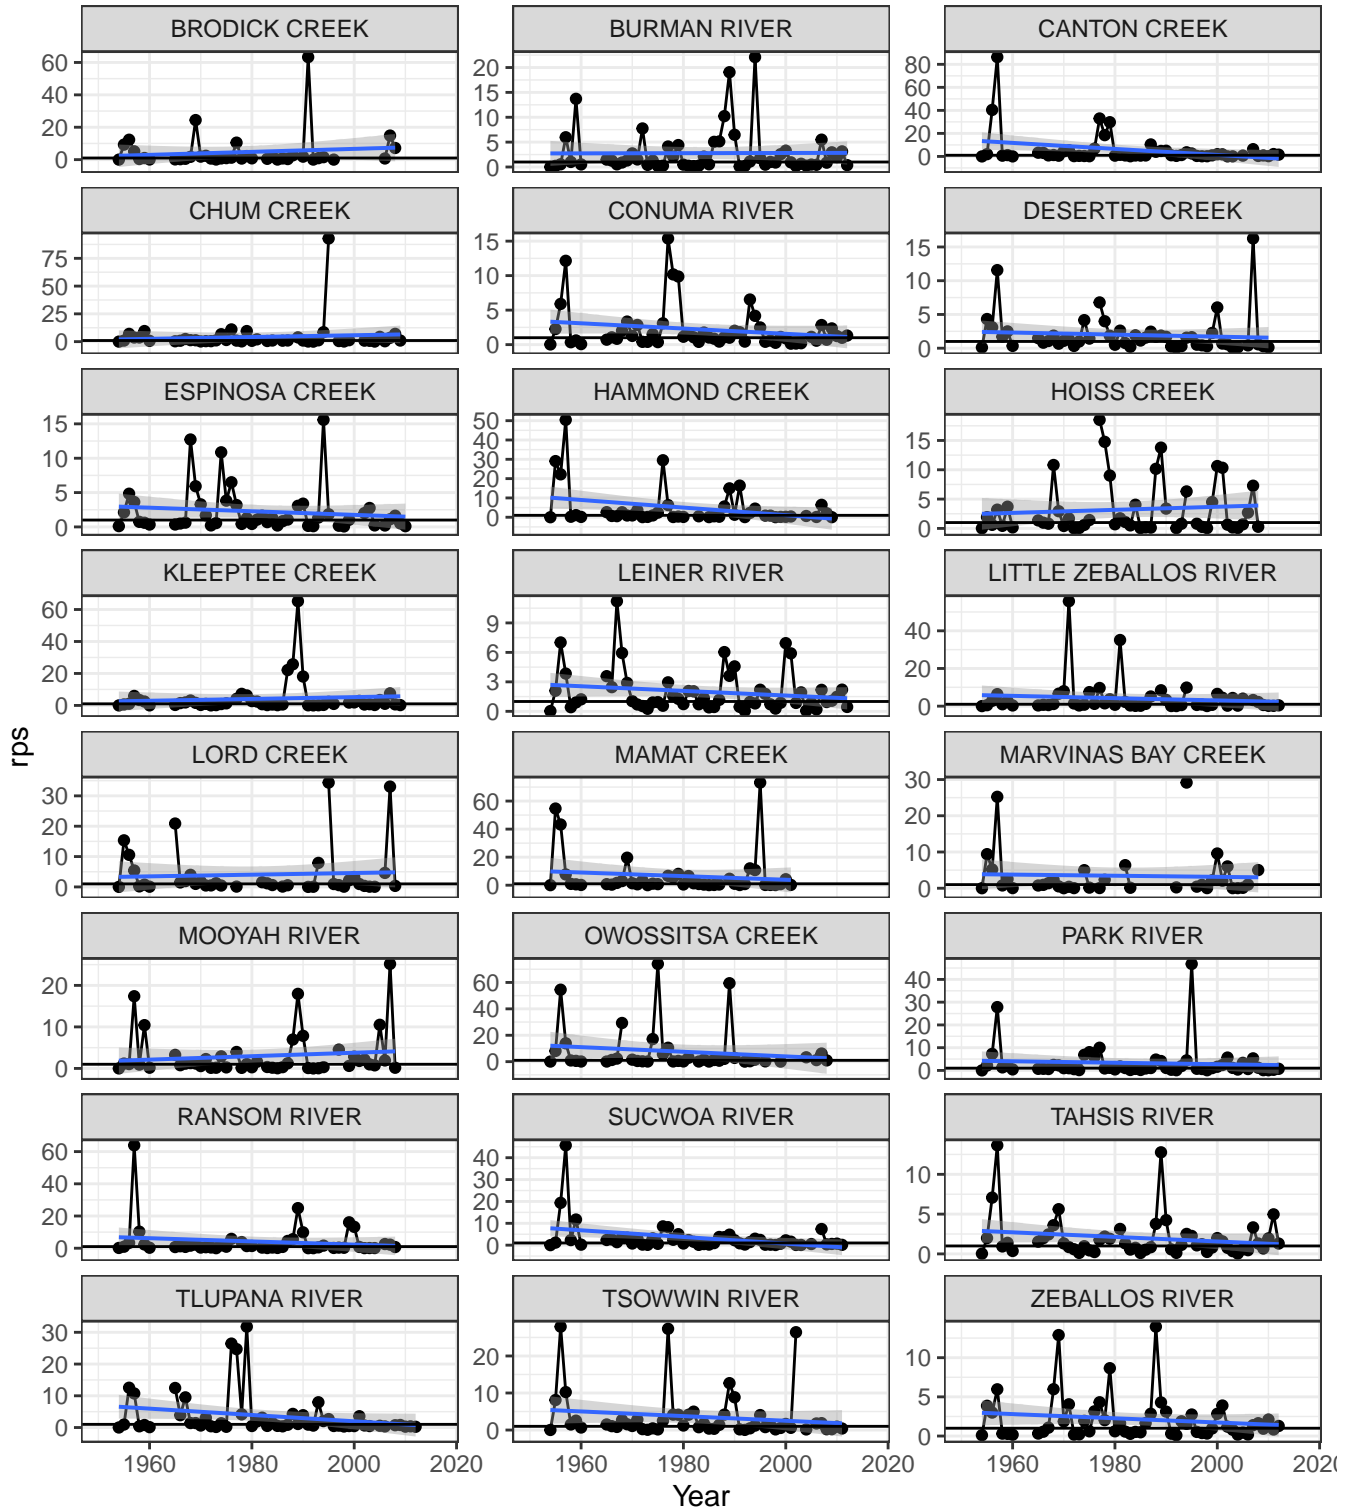 BRODICK CREEK BURMAN RIVER CANTON CREEK
60 40 20 0
20 15 10 5 0
80 60 40 20 0
CHUM CREEK CONUMA RIVER DESERTED CREEK
75 50 25 0
15 10 5 0
15 10 5 0
ESPINOSA CREEK HAMMOND CREEK HOISS CREEK
15 10 5 0
50 40 30 20 10 0
15 10 5 0
KLEEPTEE CREEK LEINER RIVER LITTLE ZEBALLOS RIVER
60 40 20 0
9 6 3 0
40 20 0
rps
LORD CREEK MAMAT CREEK MARVINAS BAY CREEK
30 20 10 0
60 40 20 0
30 20 10 0
MOOYAH RIVER OWOSSITSA CREEK PARK RIVER
20 10 0
60 40 20 0
40 30 20 10 0
RANSOM RIVER SUCWOA RIVER TAHSIS RIVER
60 40 20 0
40 30 20 10 0
10 5 0
TLUPANA RIVER TSOWWIN RIVER ZEBALLOS RIVER
30 20 10 0
20 10 0
10 5 0
1960 1980 2000 2020 1960 1980 2000 2020 1960 1980 2000 2020
Year